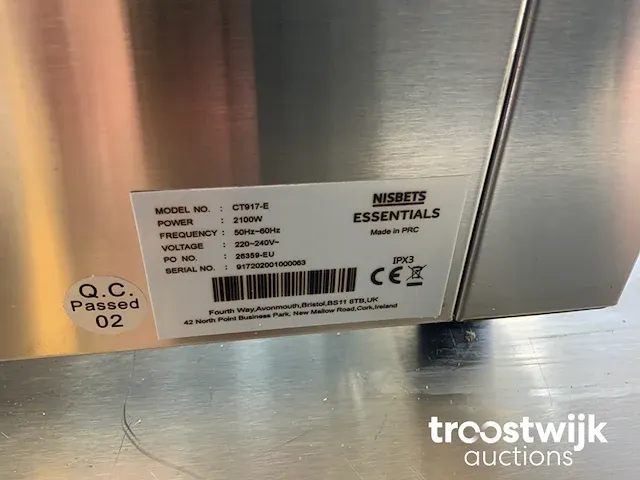 MODEL NO. : CT917-E
POWER : 2100W
FREQUENCY : 50Hz~60Hz
VOLTAGE : 220~240V~
PO NO. : 26359-EU
SERIAL NO. : 917202001000063
NISBETS
ESSENTIALS
Made in PRC
IPX3
CE
Fourth Way,Avonmouth,Bristol,BS11 8TB,UK
42 North Point Business Park, New Mallow Road,Cork,Ireland
Q.C.
Passed
02
troostwijk
auctions